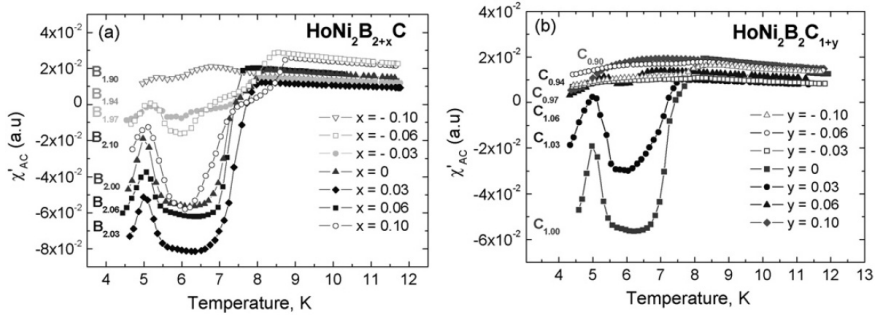 (a)
HoNi₂B₂₊ₓC
χ'AC (a.u)
4x10⁻²
2x10⁻²
0
-2x10⁻²
-4x10⁻²
-6x10⁻²
-8x10⁻²
B₁.₉₀
B₁.₉₄
B₁.₉₇
B₂.₁₀
B₂.₀₀
B₂.₀₆
B₂.₀₃
x = - 0.10
x = - 0.06
x = - 0.03
x = 0
x = 0.03
x = 0.06
x = 0.10
4 5 6 7 8 9 10 11 12
Temperature, K
(b)
HoNi₂B₂C₁₊y
χ'AC (a.u)
4x10⁻²
2x10⁻²
0
-2x10⁻²
-4x10⁻²
-6x10⁻²
C₀.₉₀
C₀.₉₄
C₀.₉₇
C₁.₀₆
C₁.₀₃
C₁.₀₀
y = - 0.10
y = - 0.06
y = - 0.03
y = 0
y = 0.03
y = 0.06
y = 0.10
4 5 6 7 8 9 10 11 12 13
Temperature, K